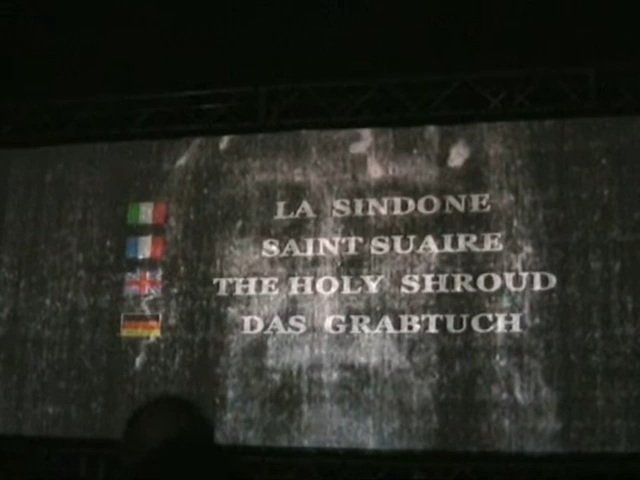 LA SINDONE
SAINT SUAIRE
THE HOLY SHROUD
DAS GRABTUCH